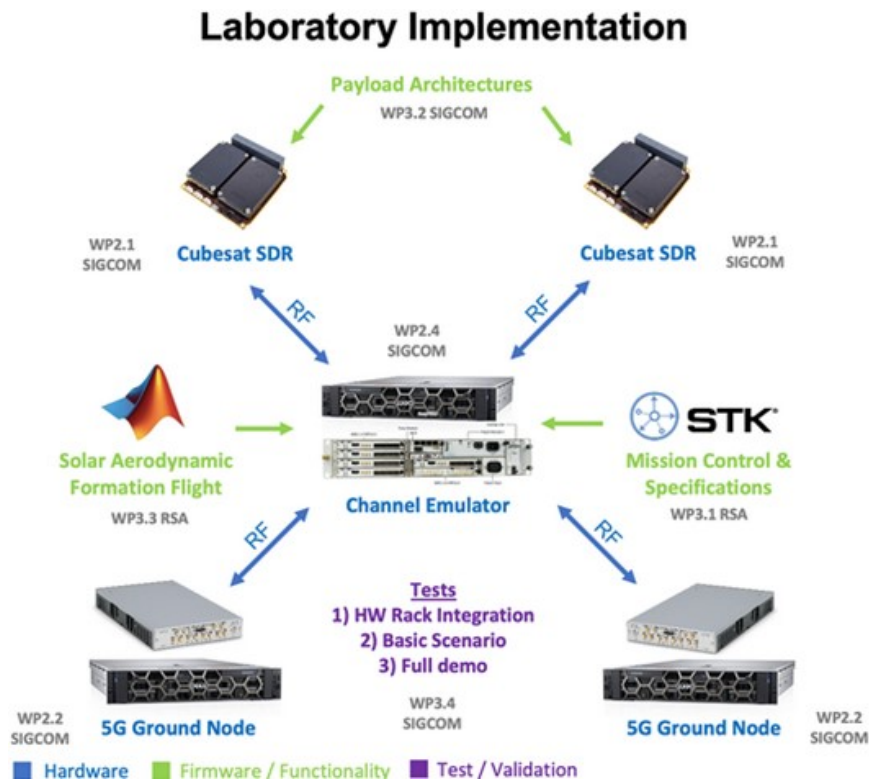 Laboratory Implementation
Payload Architectures
WP3.2 SIGCOM
WP2.1
SIGCOM
Cubesat SDR
Cubesat SDR
WP2.1
SIGCOM
RF
RF
WP2.4
SIGCOM
STK
Solar Aerodynamic
Formation Flight
WP3.3 RSA
Channel Emulator
Mission Control &
Specifications
WP3.1 RSA
RF
RF
Tests
1) HW Rack Integration
2) Basic Scenario
3) Full demo
WP3.4
SIGCOM
WP2.2
SIGCOM
5G Ground Node
5G Ground Node
WP2.2
SIGCOM
Hardware
Firmware / Functionality
Test / Validation